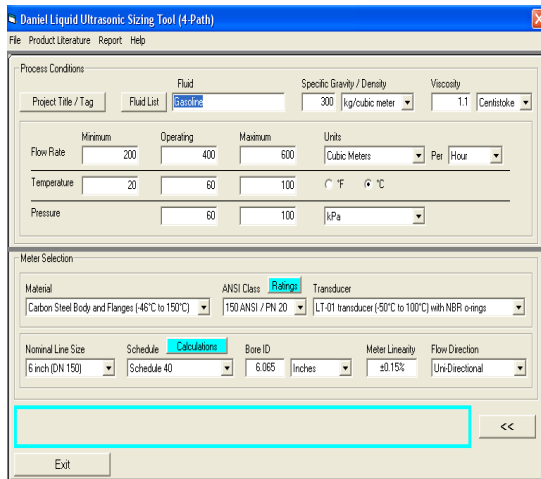 Daniel Liquid Ultrasonic Sizing Tool (4-Path)
File Product Literature Report Help
Process Conditions
Fluid Specific Gravity / Density Viscosity
Project Title / Tag Fluid List Gasoline 300 kg/cubic meter 1.1 Centistoke
Minimum Operating Maximum Units
Flow Rate 200 400 600 Cubic Meters Per Hour
Temperature 20 60 100 °F °C
Pressure 60 100 kPa
Meter Selection
Material ANSI Class Ratings Transducer
Carbon Steel Body and Flanges (-46°C to 150°C) 150 ANSI / PN 20 LT-01 transducer (-50°C to 100°C) with NBR o-rings
Nominal Line Size Schedule Calculations Bore ID Meter Linearity Flow Direction
6 inch (DN 150) Schedule 40 6.065 Inches ±0.15% Uni-Directional
<<
Exit